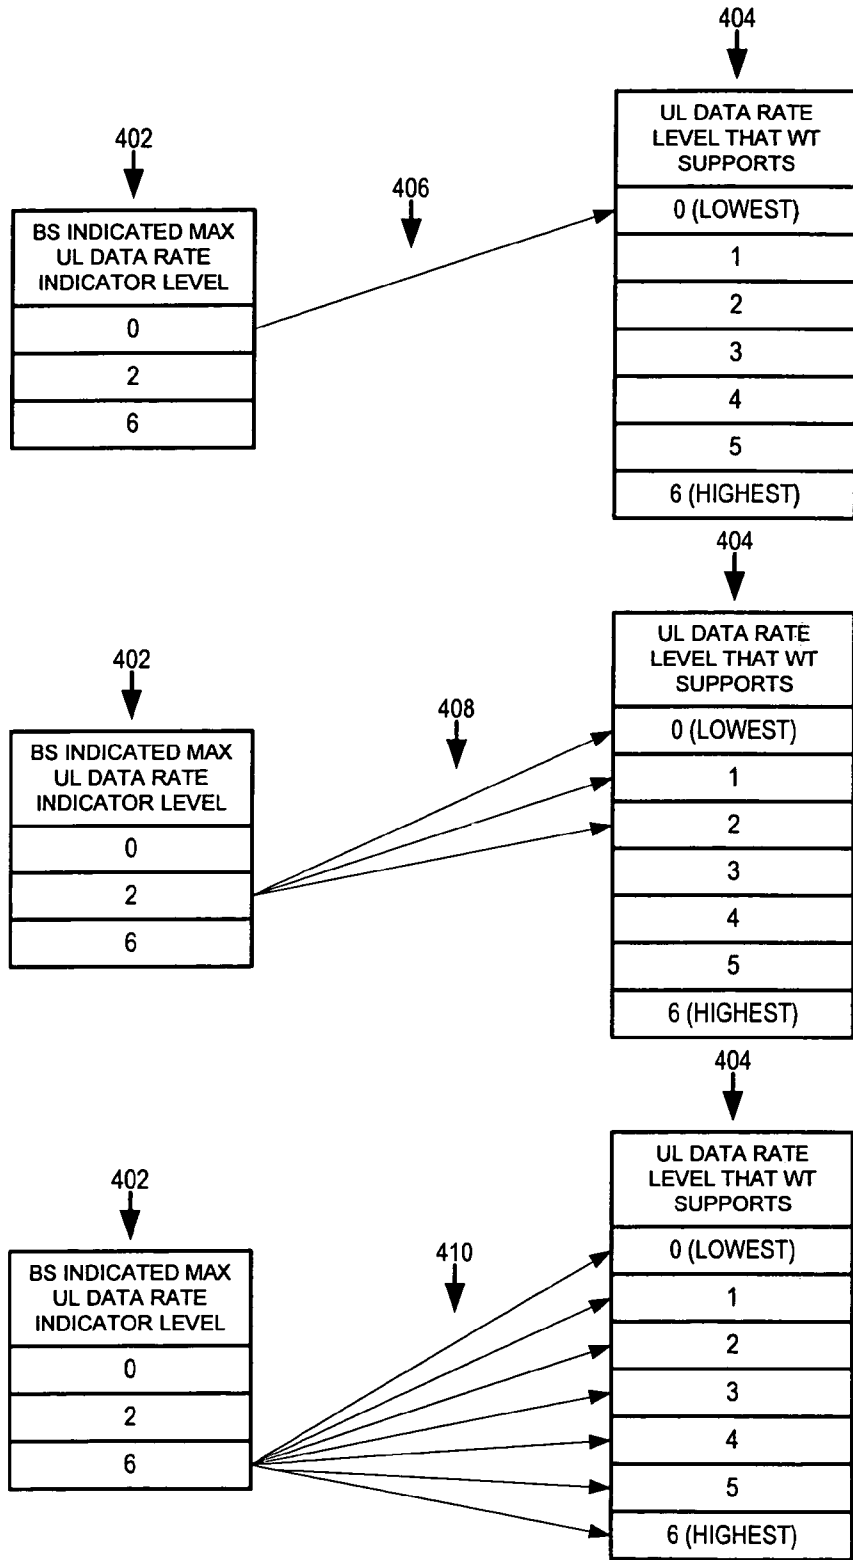 404
402
406
UL DATA RATE
LEVEL THAT WT
SUPPORTS
BS INDICATED MAX
UL DATA RATE
INDICATOR LEVEL
0 (LOWEST)
1
2
3
4
5
6 (HIGHEST)
0
2
6
404
402
408
UL DATA RATE
LEVEL THAT WT
SUPPORTS
BS INDICATED MAX
UL DATA RATE
INDICATOR LEVEL
0 (LOWEST)
1
2
3
4
5
6 (HIGHEST)
0
2
6
404
402
410
UL DATA RATE
LEVEL THAT WT
SUPPORTS
BS INDICATED MAX
UL DATA RATE
INDICATOR LEVEL
0 (LOWEST)
1
2
3
4
5
6 (HIGHEST)
0
2
6